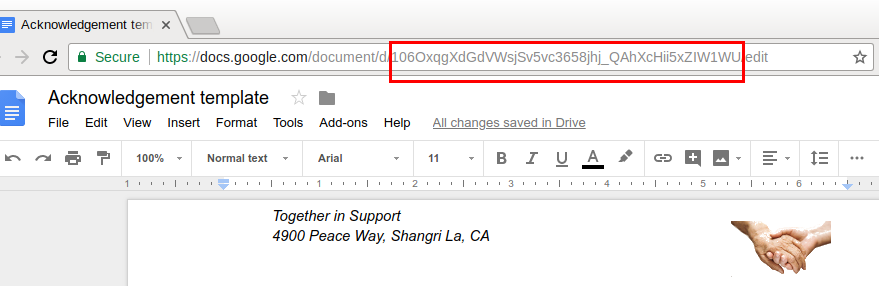 Acknowledgement tem
Secure https://docs.google.com/document/d/106OxqgXdGdVWsjSv5vc3658jhj_QAhXcHii5xZIW1WU/edit
Acknowledgement template
File Edit View Insert Format Tools Add-ons Help All changes saved in Drive
100% Normal text Arial 11 B I U A
1 1 2 3 4 5 6
Together in Support
4900 Peace Way, Shangri La, CA